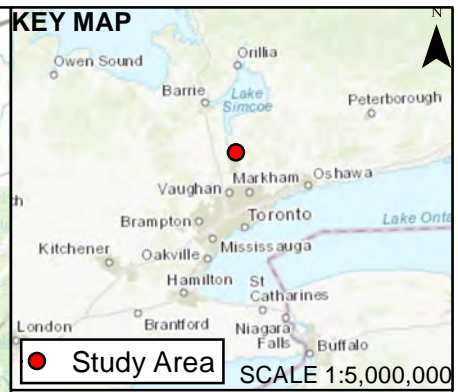 KEY MAP
N
Orillia
Owen Sound
Barrie
Lake
Simcoe
Peterborough
Vaughan
Markham
Oshawa
Brampton
Toronto
Lake Onta
Kitchener
Oakville
Mississauga
Hamilton
St
Catharines
London
Brantford
Niagara
Falls
Buffalo
Study Area
SCALE 1:5,000,000